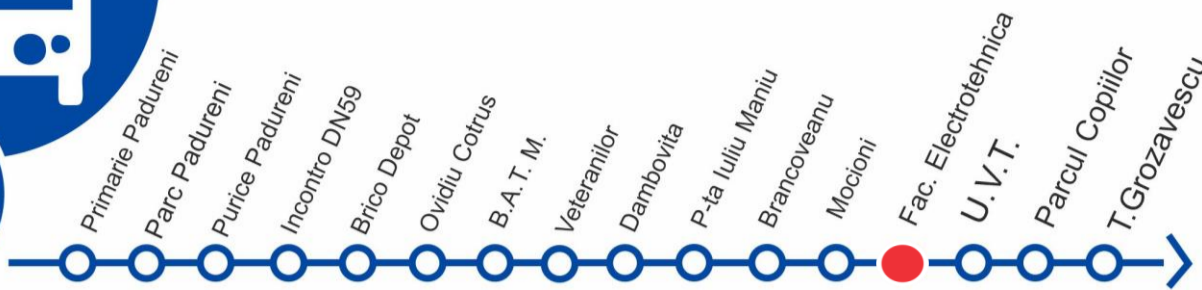 Primarie Padureni
Parc Padureni
Purice Padureni
Incontro DN59
Brico Depot
Ovidiu Cotrus
B.A.T. M.
Veteranilor
Dambovita
P-ta Iuliu Maniu
Brancoveanu
Mocioni
Fac. Electrotehnica
U.V.T.
Parcul Copiilor
T.Grozavescu